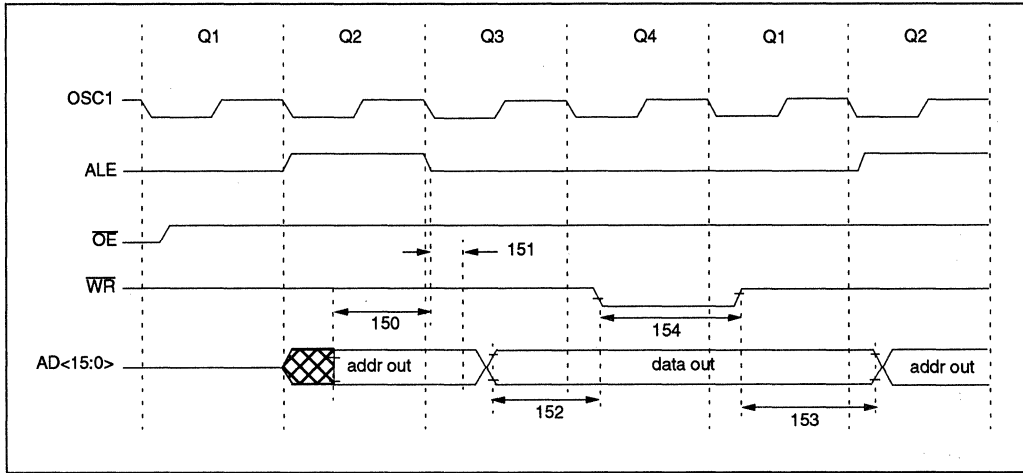 Q1 Q2 Q3 Q4 Q1 Q2
OSC1
ALE
OE
151
WR
150
154
AD<15:0>
addr out
data out
addr out
152
153